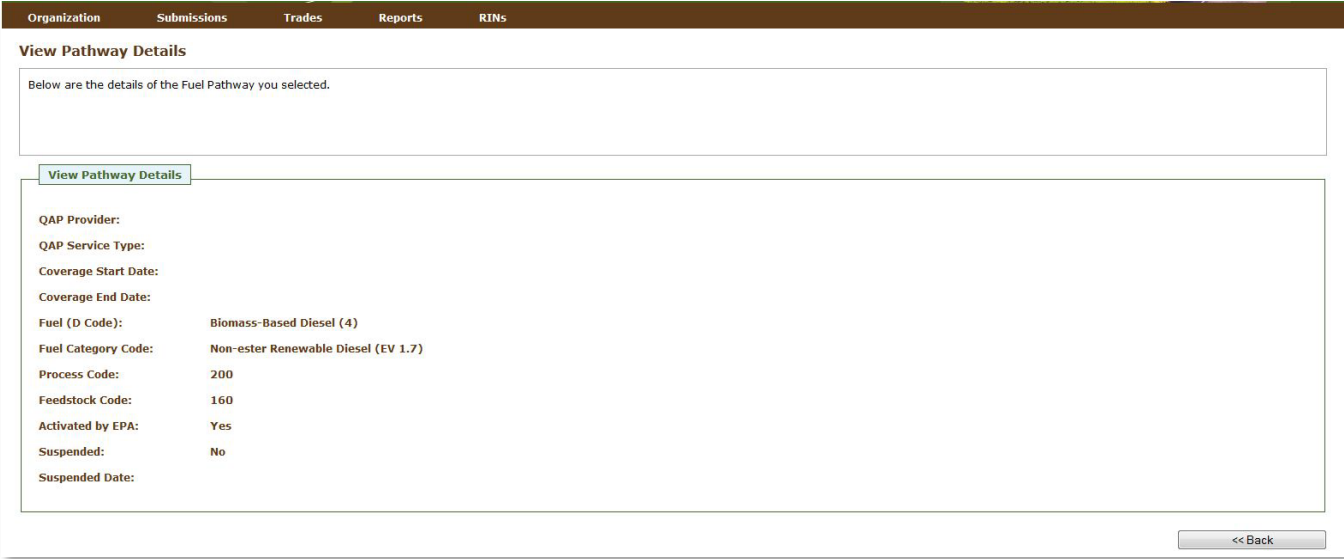 Organization Submissions Trades Reports RINs
View Pathway Details
Below are the details of the Fuel Pathway you selected.
View Pathway Details
QAP Provider:
QAP Service Type:
Coverage Start Date:
Coverage End Date:
Fuel (D Code): Biomass-Based Diesel (4)
Fuel Category Code: Non-ester Renewable Diesel (EV 1.7)
Process Code: 200
Feedstock Code: 160
Activated by EPA: Yes
Suspended: No
Suspended Date:
<< Back